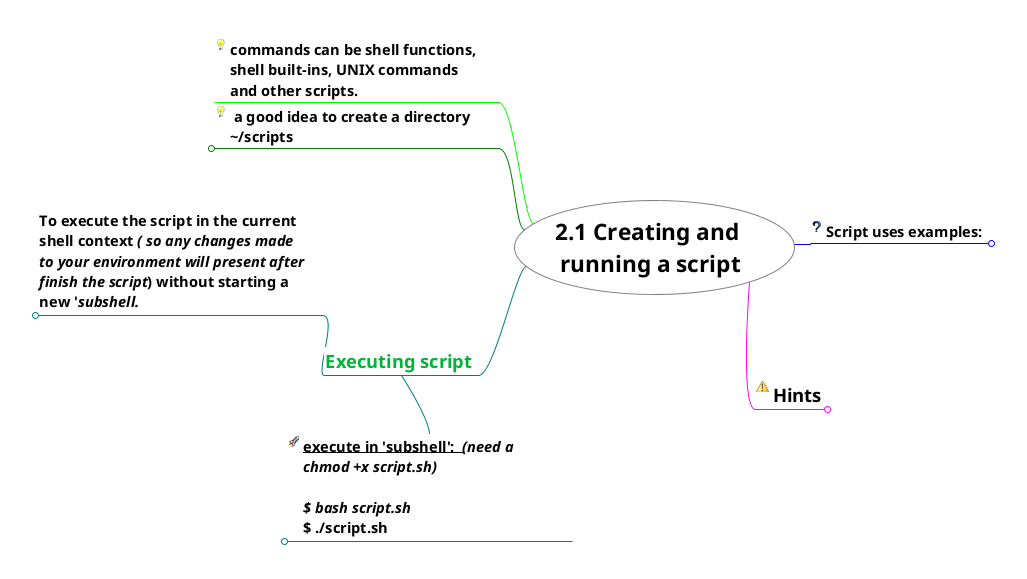 commands can be shell functions,
shell built-ins, UNIX commands
and other scripts.
a good idea to create a directory
~/scripts
To execute the script in the current
shell context ( so any changes made
to your environment will present after
finish the script) without starting a
new 'subshell.
2.1 Creating and
running a script
Script uses examples:
Executing script
Hints
execute in 'subshell': (need a
chmod +x script.sh)
$ bash script.sh
$ ./script.sh